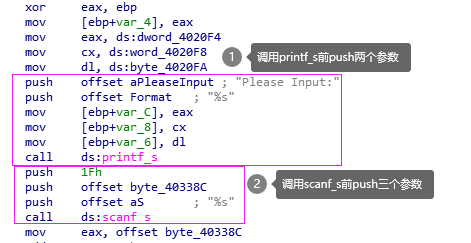 xor     eax, ebp
mov     [ebp+var_4], eax
mov     eax, ds:dword_4020F4
mov     cx, ds:word_4020F8
mov     dl, ds:byte_4020FA
1 调用printf_s前push两个参数
push    offset aPleaseInput ; "Please Input:"
push    offset Format   ; "%s"
mov     [ebp+var_C], eax
mov     [ebp+var_8], cx
mov     [ebp+var_6], dl
call    ds:printf_s
push    1Fh
push    offset byte_40338C
2 调用scanf_s前push三个参数
push    offset aS       ; "%s"
call    ds:scanf_s
mov     eax, offset byte_40338C